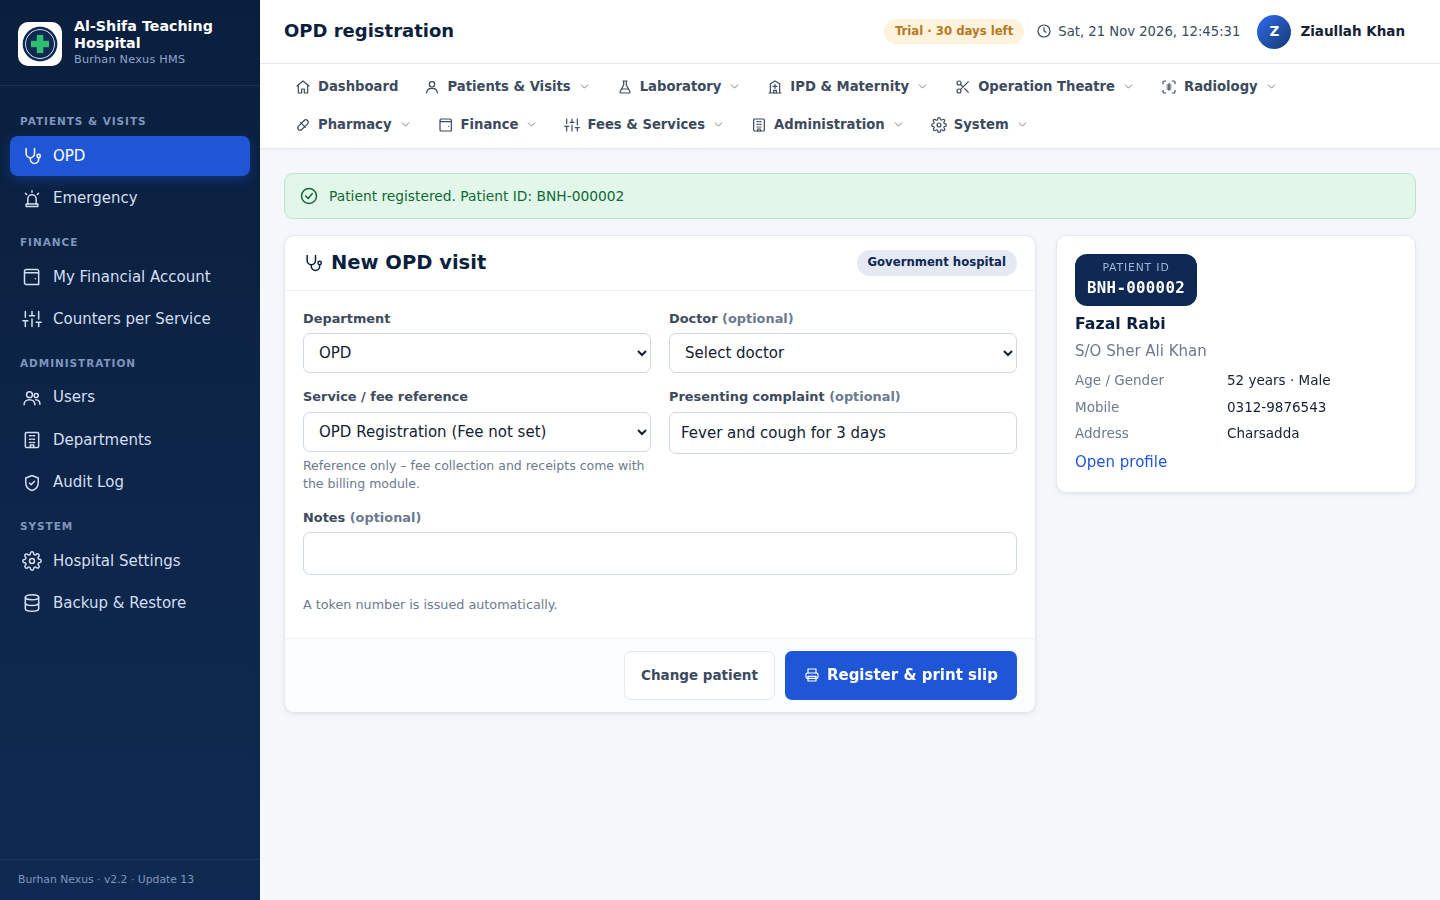 Al-Shifa Teaching
Hospital
Burhan Nexus HMS
PATIENTS & VISITS
OPD
Emergency
FINANCE
My Financial Account
Counters per Service
ADMINISTRATION
Users
Departments
Audit Log
SYSTEM
Hospital Settings
Backup & Restore
Burhan Nexus · v2.2 · Update 13
OPD registration
Trial · 30 days left
Sat, 21 Nov 2026, 12:45:31
Z
Ziaullah Khan
Dashboard
Patients & Visits
Laboratory
IPD & Maternity
Operation Theatre
Radiology
Pharmacy
Finance
Fees & Services
Administration
System
Patient registered. Patient ID: BNH-000002
New OPD visit
Government hospital
Department
OPD
Doctor (optional)
Select doctor
Service / fee reference
OPD Registration (Fee not set)
Reference only – fee collection and receipts come with
the billing module.
Presenting complaint (optional)
Fever and cough for 3 days
Notes (optional)
A token number is issued automatically.
Change patient
Register & print slip
PATIENT ID
BNH-000002
Fazal Rabi
S/O Sher Ali Khan
Age / Gender 52 years · Male
Mobile 0312-9876543
Address Charsadda
Open profile